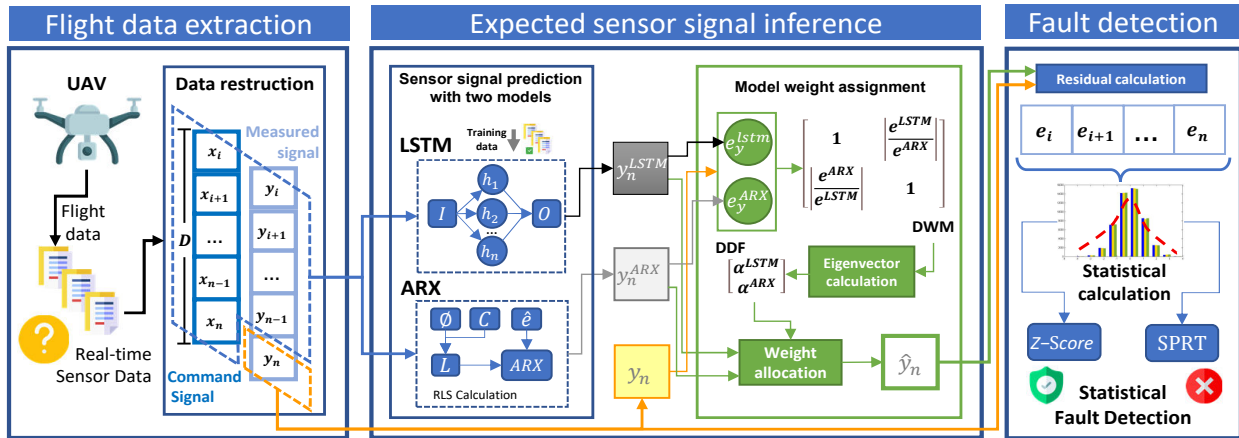 Flight data extraction
Expected sensor signal inference
Fault detection
UAV
Flight
data
?
Real-time
Sensor Data
Data restruction
Measured
signal
D
x_i
x_{i+1}
...
x_{n-1}
x_n
y_i
y_{i+1}
...
y_{n-1}
y_n
Command
Signal
Sensor signal prediction
with two models
LSTM
Training
data
I
h_1
h_2
...
h_n
O
ARX
∅
C
ê
L
ARX
RLS Calculation
y_n^{LSTM}
y_n^{ARX}
y_n
Model weight assignment
e_y^{lstm}
e_y^{ARX}
1 |e^{LSTM}/e^{ARX}|
|e^{ARX}/e^{LSTM}| 1
DWM
DDF
α^{LSTM}
α^{ARX}
Eigenvector
calculation
Weight
allocation
ŷ_n
Residual calculation
e_i e_{i+1} ... e_n
Statistical
calculation
Z-Score
SPRT
Statistical
Fault Detection